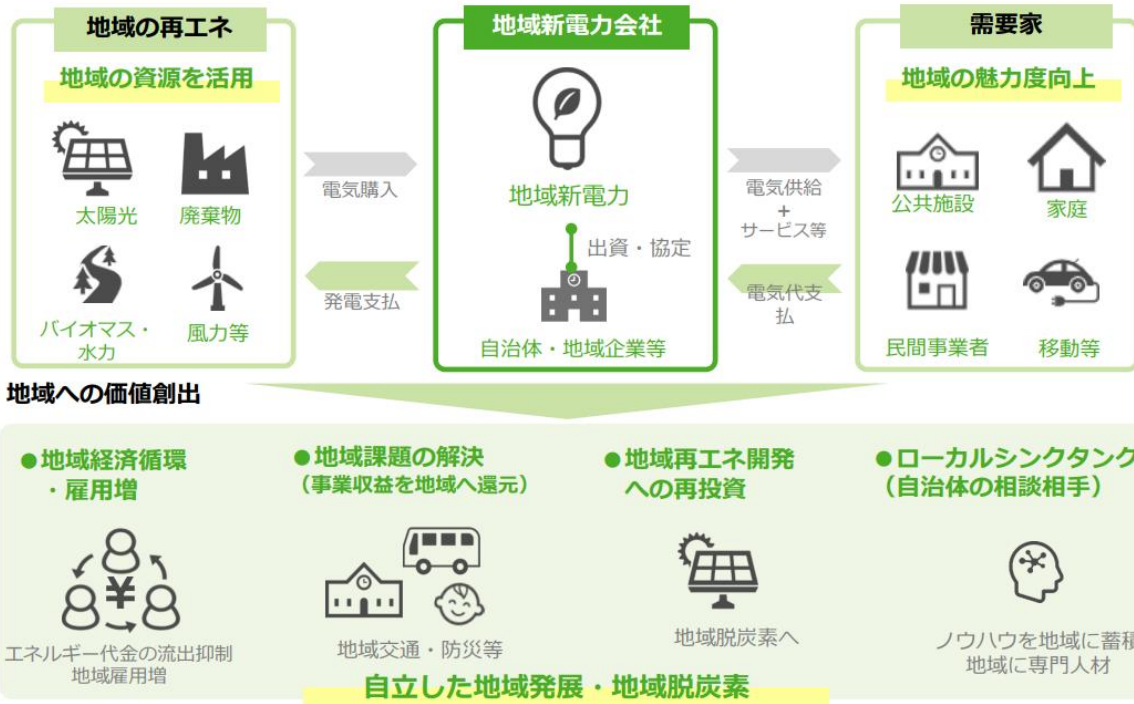 地域の再エネ
地域の資源を活用
太陽光
廃棄物
バイオマス・
水力
風力等
電気購入
発電支払
地域新電力会社
地域新電力
出資・協定
自治体・地域企業等
電気供給
+
サービス等
電気代支
払
需要家
地域の魅力度向上
公共施設
家庭
民間事業者
移動等
地域への価値創出
●地域経済循環
・雇用増
¥
エネルギー代金の流出抑制
地域雇用増
●地域課題の解決
（事業収益を地域へ還元）
地域交通・防災等
●地域再エネ開発
への再投資
地域脱炭素へ
●ローカルシンクタンク
（自治体の相談相手）
ノウハウを地域に蓄積
地域に専門人材
自立した地域発展・地域脱炭素